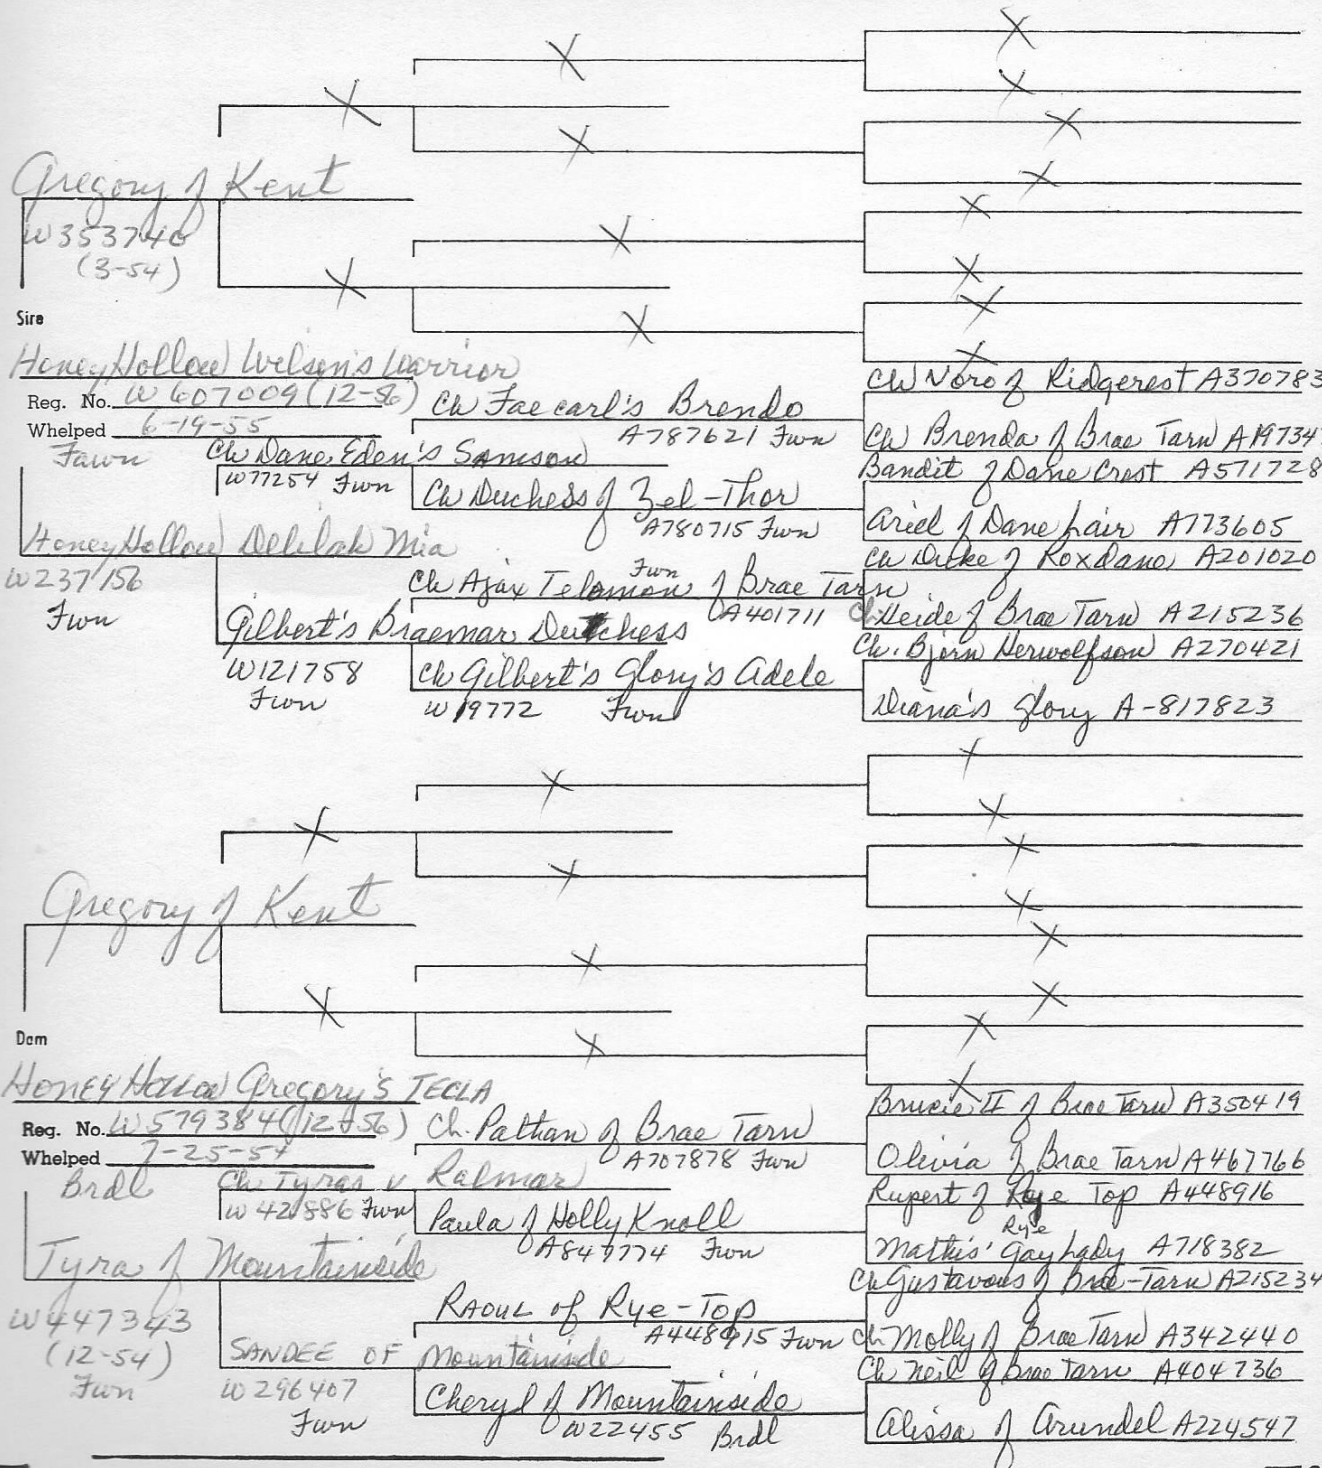 X
X
X
X
X
X
X
Gregory of Kent
W353740
(3-54)
X
X
X
X
X
X
X
Sire
Honey Hollow Welson's Warrior
Reg. No. W 607009 (12-56)
Whelped 6-19-55
Fawn
Ch Faecarl's Brendo
A787621 Fwn
Ch Noro of Ridgerest A370783
Ch Brenda of Brae Tarn A19734
Ch Dane Eden's Samson
W77254 Fwn
Ch Duchess of Zel-Thor
A780715 Fwn
Bandit of Dane Crest A571728
Ariel of Dane Lair A773605
Honey Hollow Delilah Mia
W237156
Fwn
Ch Ajax Telamon of Brae Tarn
Fwn
A401711
Ch Duke of Roxdane A201020
Ch Heide of Brae Tarn A215236
Gilbert's Braemar Dutchess
W121758
Fwn
Ch Gilbert's Glory's Adele
W19772 Fwn
Ch. Bjorn Herwolfson A270421
Diana's Glory A-817823
X
X
X
X
X
X
X
Gregory of Kent
X
X
X
X
X
X
X
Dam
Honey Hollow Gregory's TECLA
Reg. No. W579384 (12-56)
Whelped 7-25-54
Brdl
Ch. Pathan of Brae Tarn
A707878 Fwn
Brucie II of Brae Tarn A350419
Olivia of Brae Tarn A467766
Ch Tyras v Ralmar
W 42886 Fwn
Paula of Holly Knoll
A849774 Fwn
Rupert of Rye Top A448916
Rye
Mathis' Gay Lady A718382
Tyra of Mountainside
W447343
(12-54)
Fwn
RAOUL of Rye-Top
A448915 Fwn
Ch Gustavous of Brae-Tarn A215234
Ch Molly of Brae Tarn A342440
SANDEE OF Mountainside
W296407
Fwn
Cheryl of Mountainside
W22455 Brdl
Ch Neil of Brae Tarn A404736
Alissa of Arundel A224547